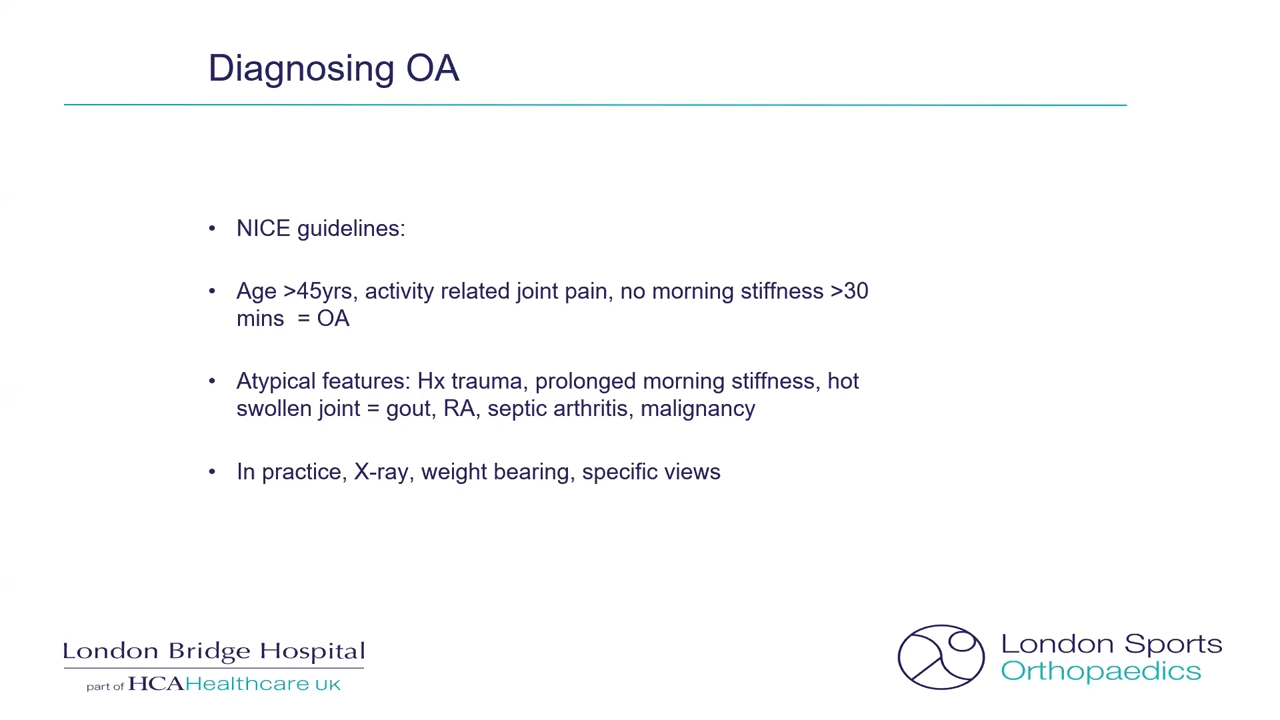 Diagnosing OA
• NICE guidelines:
• Age >45yrs, activity related joint pain, no morning stiffness >30
mins  = OA
• Atypical features: Hx trauma, prolonged morning stiffness, hot
swollen joint = gout, RA, septic arthritis, malignancy
• In practice, X-ray, weight bearing, specific views
London Bridge Hospital
part of HCAHealthcare UK
London Sports
Orthopaedics